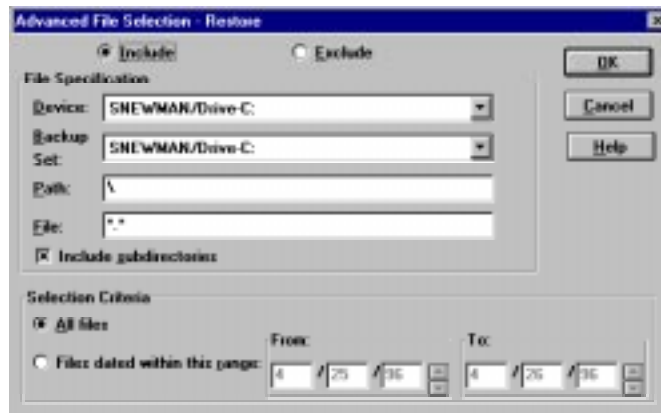 Advanced File Selection - Restore
Include Exclude OK
File Specification
Device: SNEWMAN/Drive-C: Cancel
Backup Set: SNEWMAN/Drive-C: Help
Path: \
File: *.*
Include subdirectories
Selection Criteria
All files
From: To:
Files dated within this range: 4 / 25 / 96 4 / 26 / 96